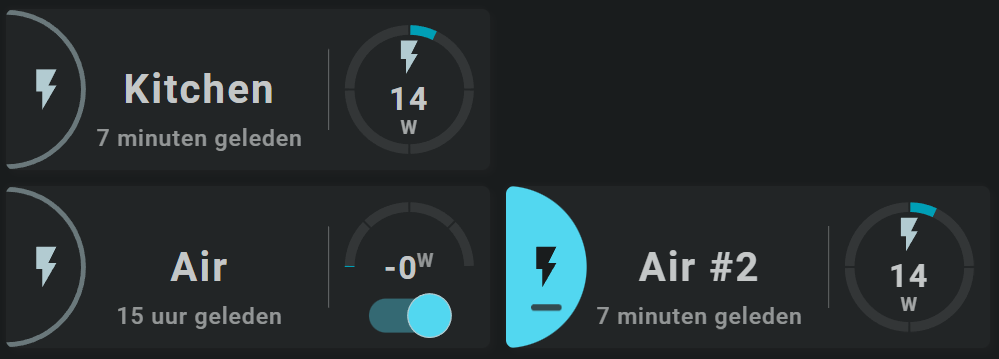 Kitchen
7 minuten geleden
14
W
Air
15 uur geleden
-0W
Air #2
7 minuten geleden
14
W